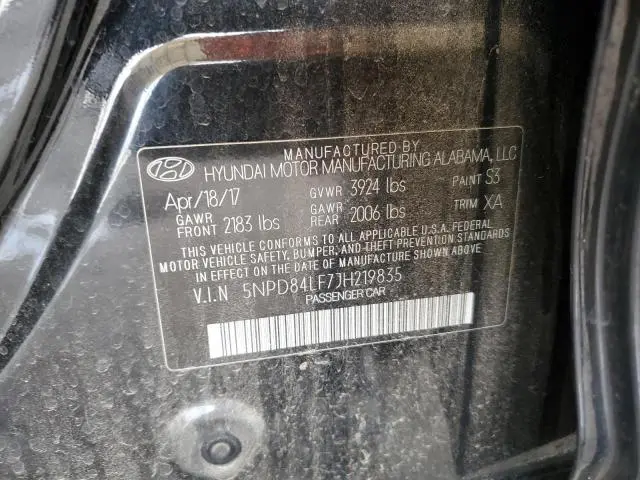 MANUFACTURED BY
HYUNDAI MOTOR MANUFACTURING ALABAMA, LLC
Apr/18/17 GVWR 3924 lbs PAINT S3
GAWR FRONT 2183 lbs GAWR REAR 2006 lbs TRIM XA
THIS VEHICLE CONFORMS TO ALL APPLICABLE U.S.A. FEDERAL
MOTOR VEHICLE SAFETY, BUMPER, AND THEFT PREVENTION STANDARDS
IN EFFECT ON THE DATE OF MANUFACTURE SHOWN ABOVE
V.I.N 5NPD84LF7JH219835
PASSENGER CAR